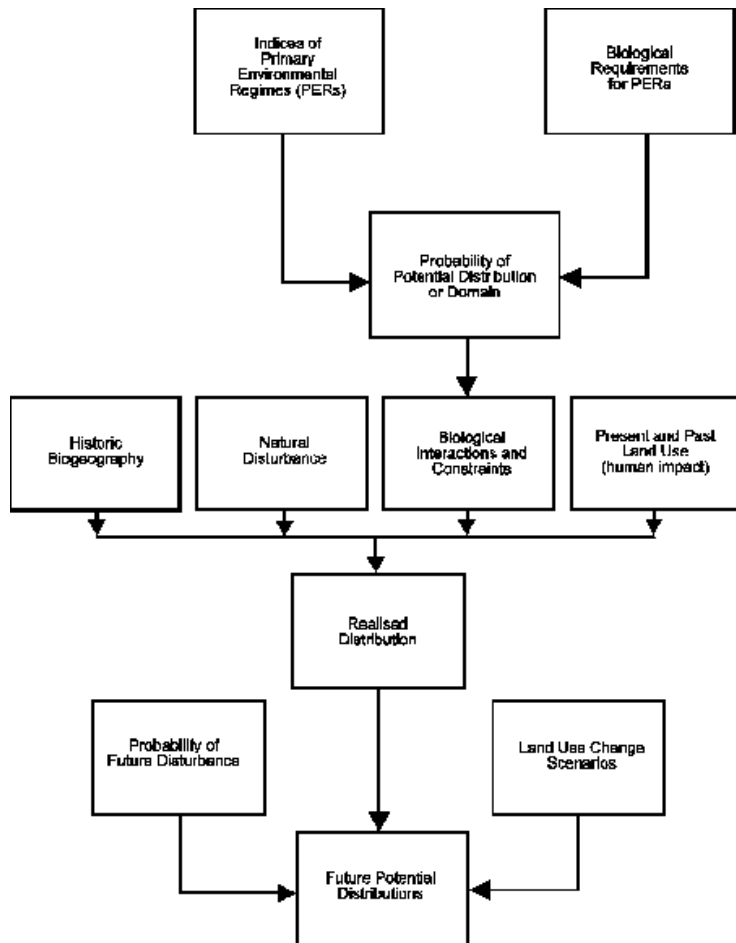 Indices of
Primary
Environmental
Regimes (PERs)
Biological
Requirements
for PERs
Probability of
Potential Distribution
or Domain
Historic
Biogeography
Natural
Disturbance
Biological
Interactions and
Constraints
Present and Past
Land Use
(human impact)
Realised
Distribution
Probability of
Future Disturbance
Land Use Change
Scenarios
Future Potential
Distributions